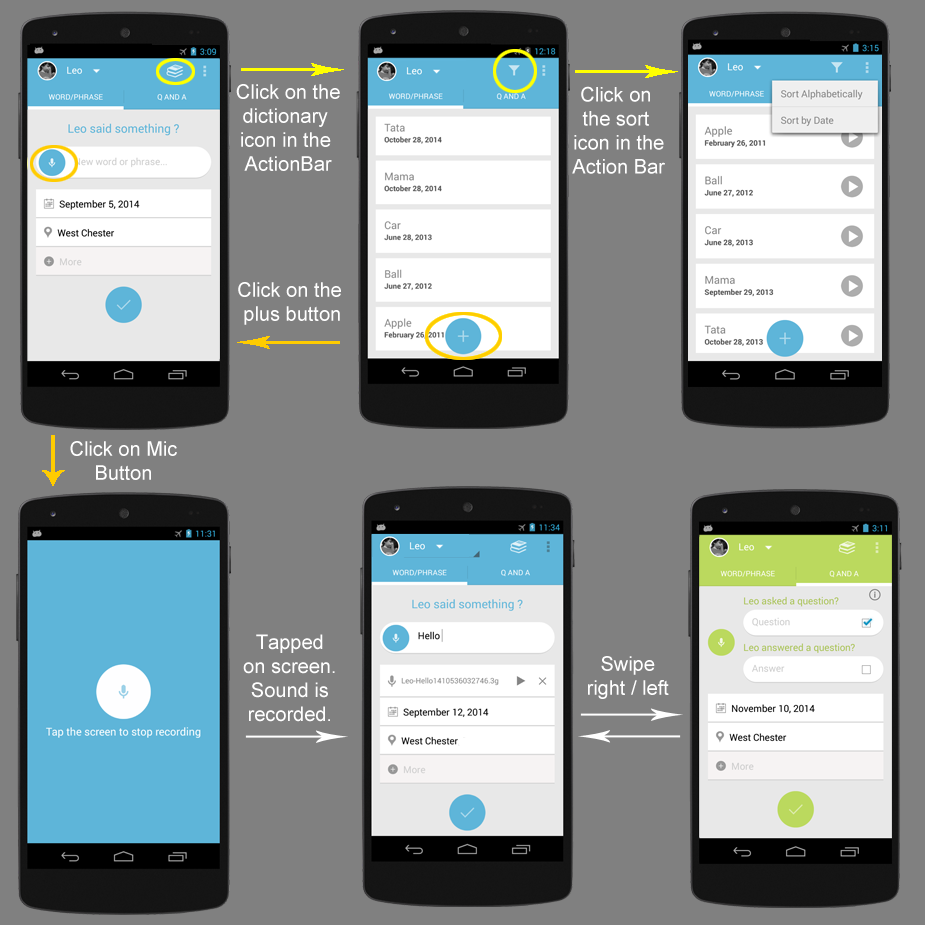 3:09
Leo
WORD/PHRASE Q AND A
Leo said something ?
New word or phrase...
September 5, 2014
West Chester
More
Click on the
dictionary
icon in the
ActionBar
12:18
Leo
WORD/PHRASE Q AND A
Tata
October 28, 2014
Mama
October 28, 2014
Car
June 28, 2013
Ball
June 27, 2012
Apple
February 26, 2011
Click on
the sort
icon in the
Action Bar
3:15
Leo
WORD/PHRASE
Sort Alphabetically
Sort by Date
Apple
February 26, 2011
Ball
June 27, 2012
Car
June 28, 2013
Mama
September 29, 2013
Tata
October 28, 2013
Click on the
plus button
Click on Mic
Button
11:31
Tap the screen to stop recording
Tapped
on screen.
Sound is
recorded.
11:34
Leo
WORD/PHRASE Q AND A
Leo said something ?
Hello
Leo-Hello1410536032746.3g
September 12, 2014
West Chester
More
Swipe
right / left
3:11
Leo
WORD/PHRASE Q AND A
Leo asked a question?
Question
Leo answered a question?
Answer
November 10, 2014
West Chester
More